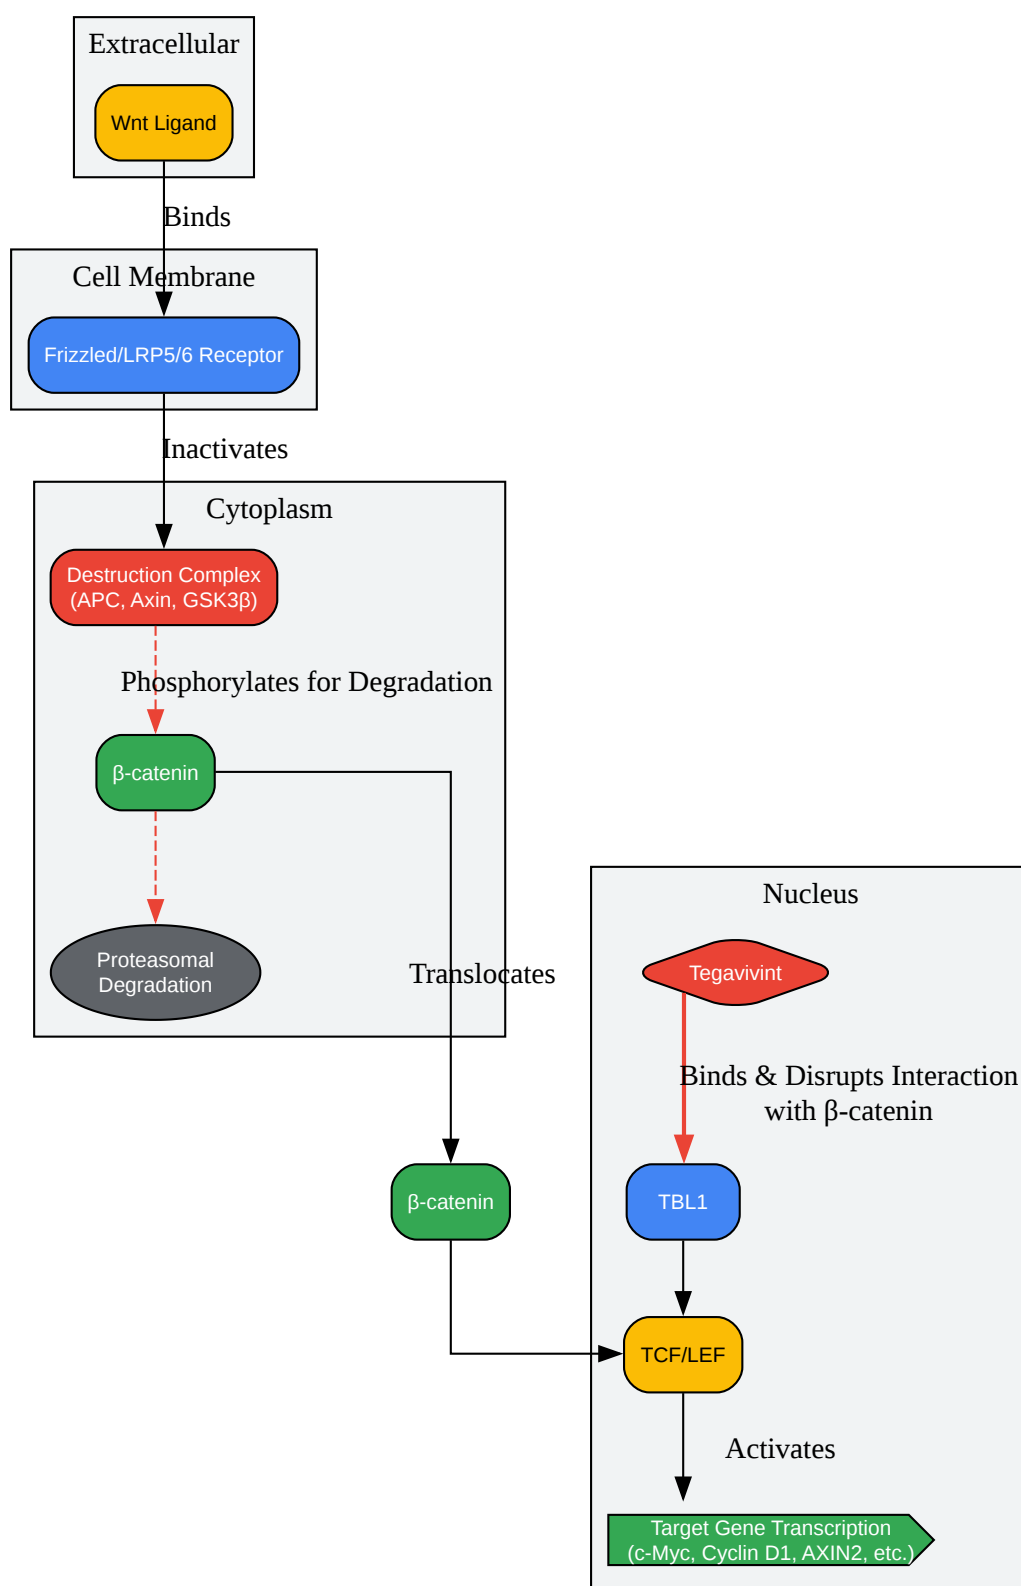 Extracellular
Wnt Ligand
Binds
Cell Membrane
Frizzled/LRP5/6 Receptor
Inactivates
Cytoplasm
Destruction Complex
(APC, Axin, GSK3β)
Phosphorylates for Degradation
β-catenin
Proteasomal
Degradation
Translocates
Nucleus
Tegavivint
Binds & Disrupts Interaction
with β-catenin
β-catenin
TBL1
TCF/LEF
Activates
Target Gene Transcription
(c-Myc, Cyclin D1, AXIN2, etc.)